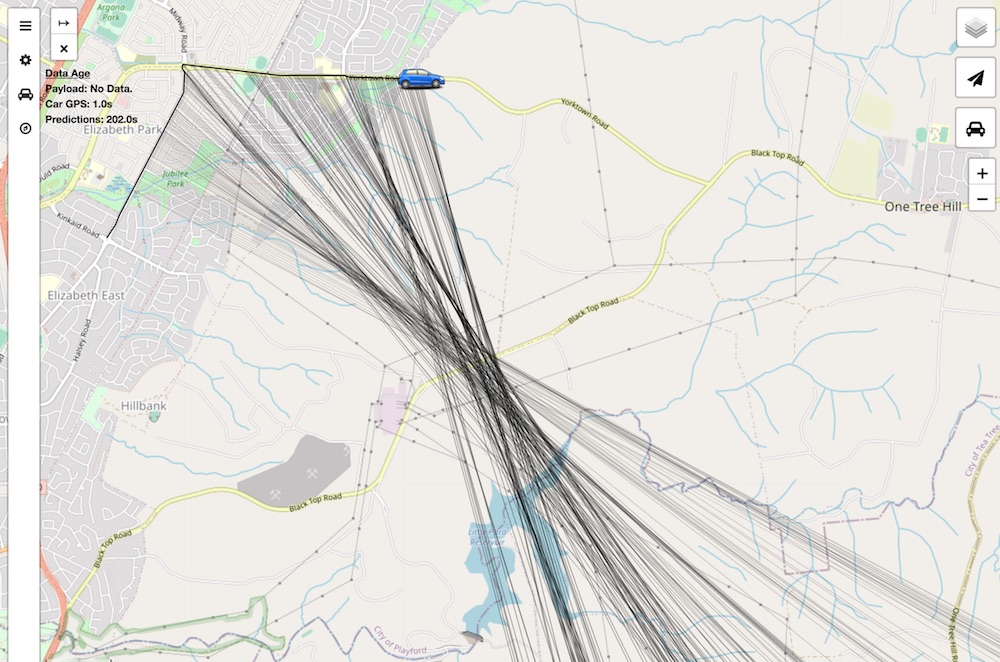 Argana
Park
Midway Road
Data Age
Payload: No Data.
Car GPS: 1.0s
Predictions: 202.0s
Elizabeth Park
Yorktown Road
Black Top Road
One Tree Hill
Jubilee
Park
Kinkaid Road
Elizabeth East
Halsey Road
Black Top Road
Hillbank
Black Top Road
Black Top Road
City of Playford
City of Tea Tree
One Tree Hill
+
−